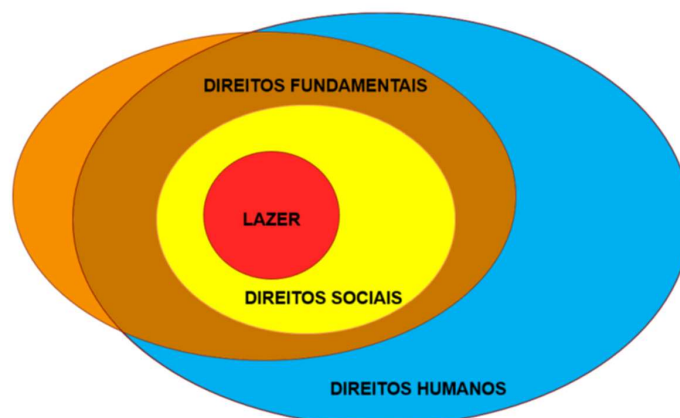 DIREITOS FUNDAMENTAIS
LAZER
DIREITOS SOCIAIS
DIREITOS HUMANOS